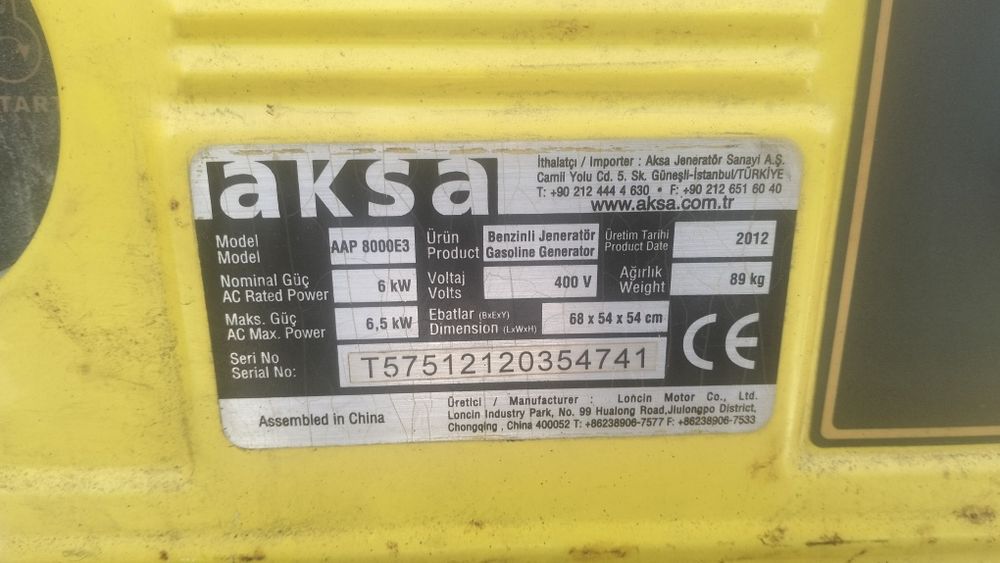 START
aksa
İthalatçı / Importer : Aksa Jeneratör Sanayi A.Ş.
Camii Yolu Cd. 5. Sk. Güneşli-İstanbul/TÜRKİYE
T: +90 212 444 4 630 • F: +90 212 651 60 40
www.aksa.com.tr
Model
Model
AAP 8000E3
Ürün
Product
Benzinli Jeneratör
Gasoline Generator
Üretim Tarihi
Product Date
2012
Nominal Güç
AC Rated Power
6 kW
Voltaj
Volts
400 V
Ağırlık
Weight
89 kg
Maks. Güç
AC Max. Power
6,5 kW
Ebatlar (BxExY)
Dimension (LxWxH)
68 x 54 x 54 cm
CE
Seri No
Serial No:
T57512120354741
Assembled in China
Üretici / Manufacturer : Loncin Motor Co., Ltd.
Loncin Industry Park, No. 99 Hualong Road,Jiulongpo District,
Chongqing , China 400052 T: +86238906-7577 F: +86238906-7533